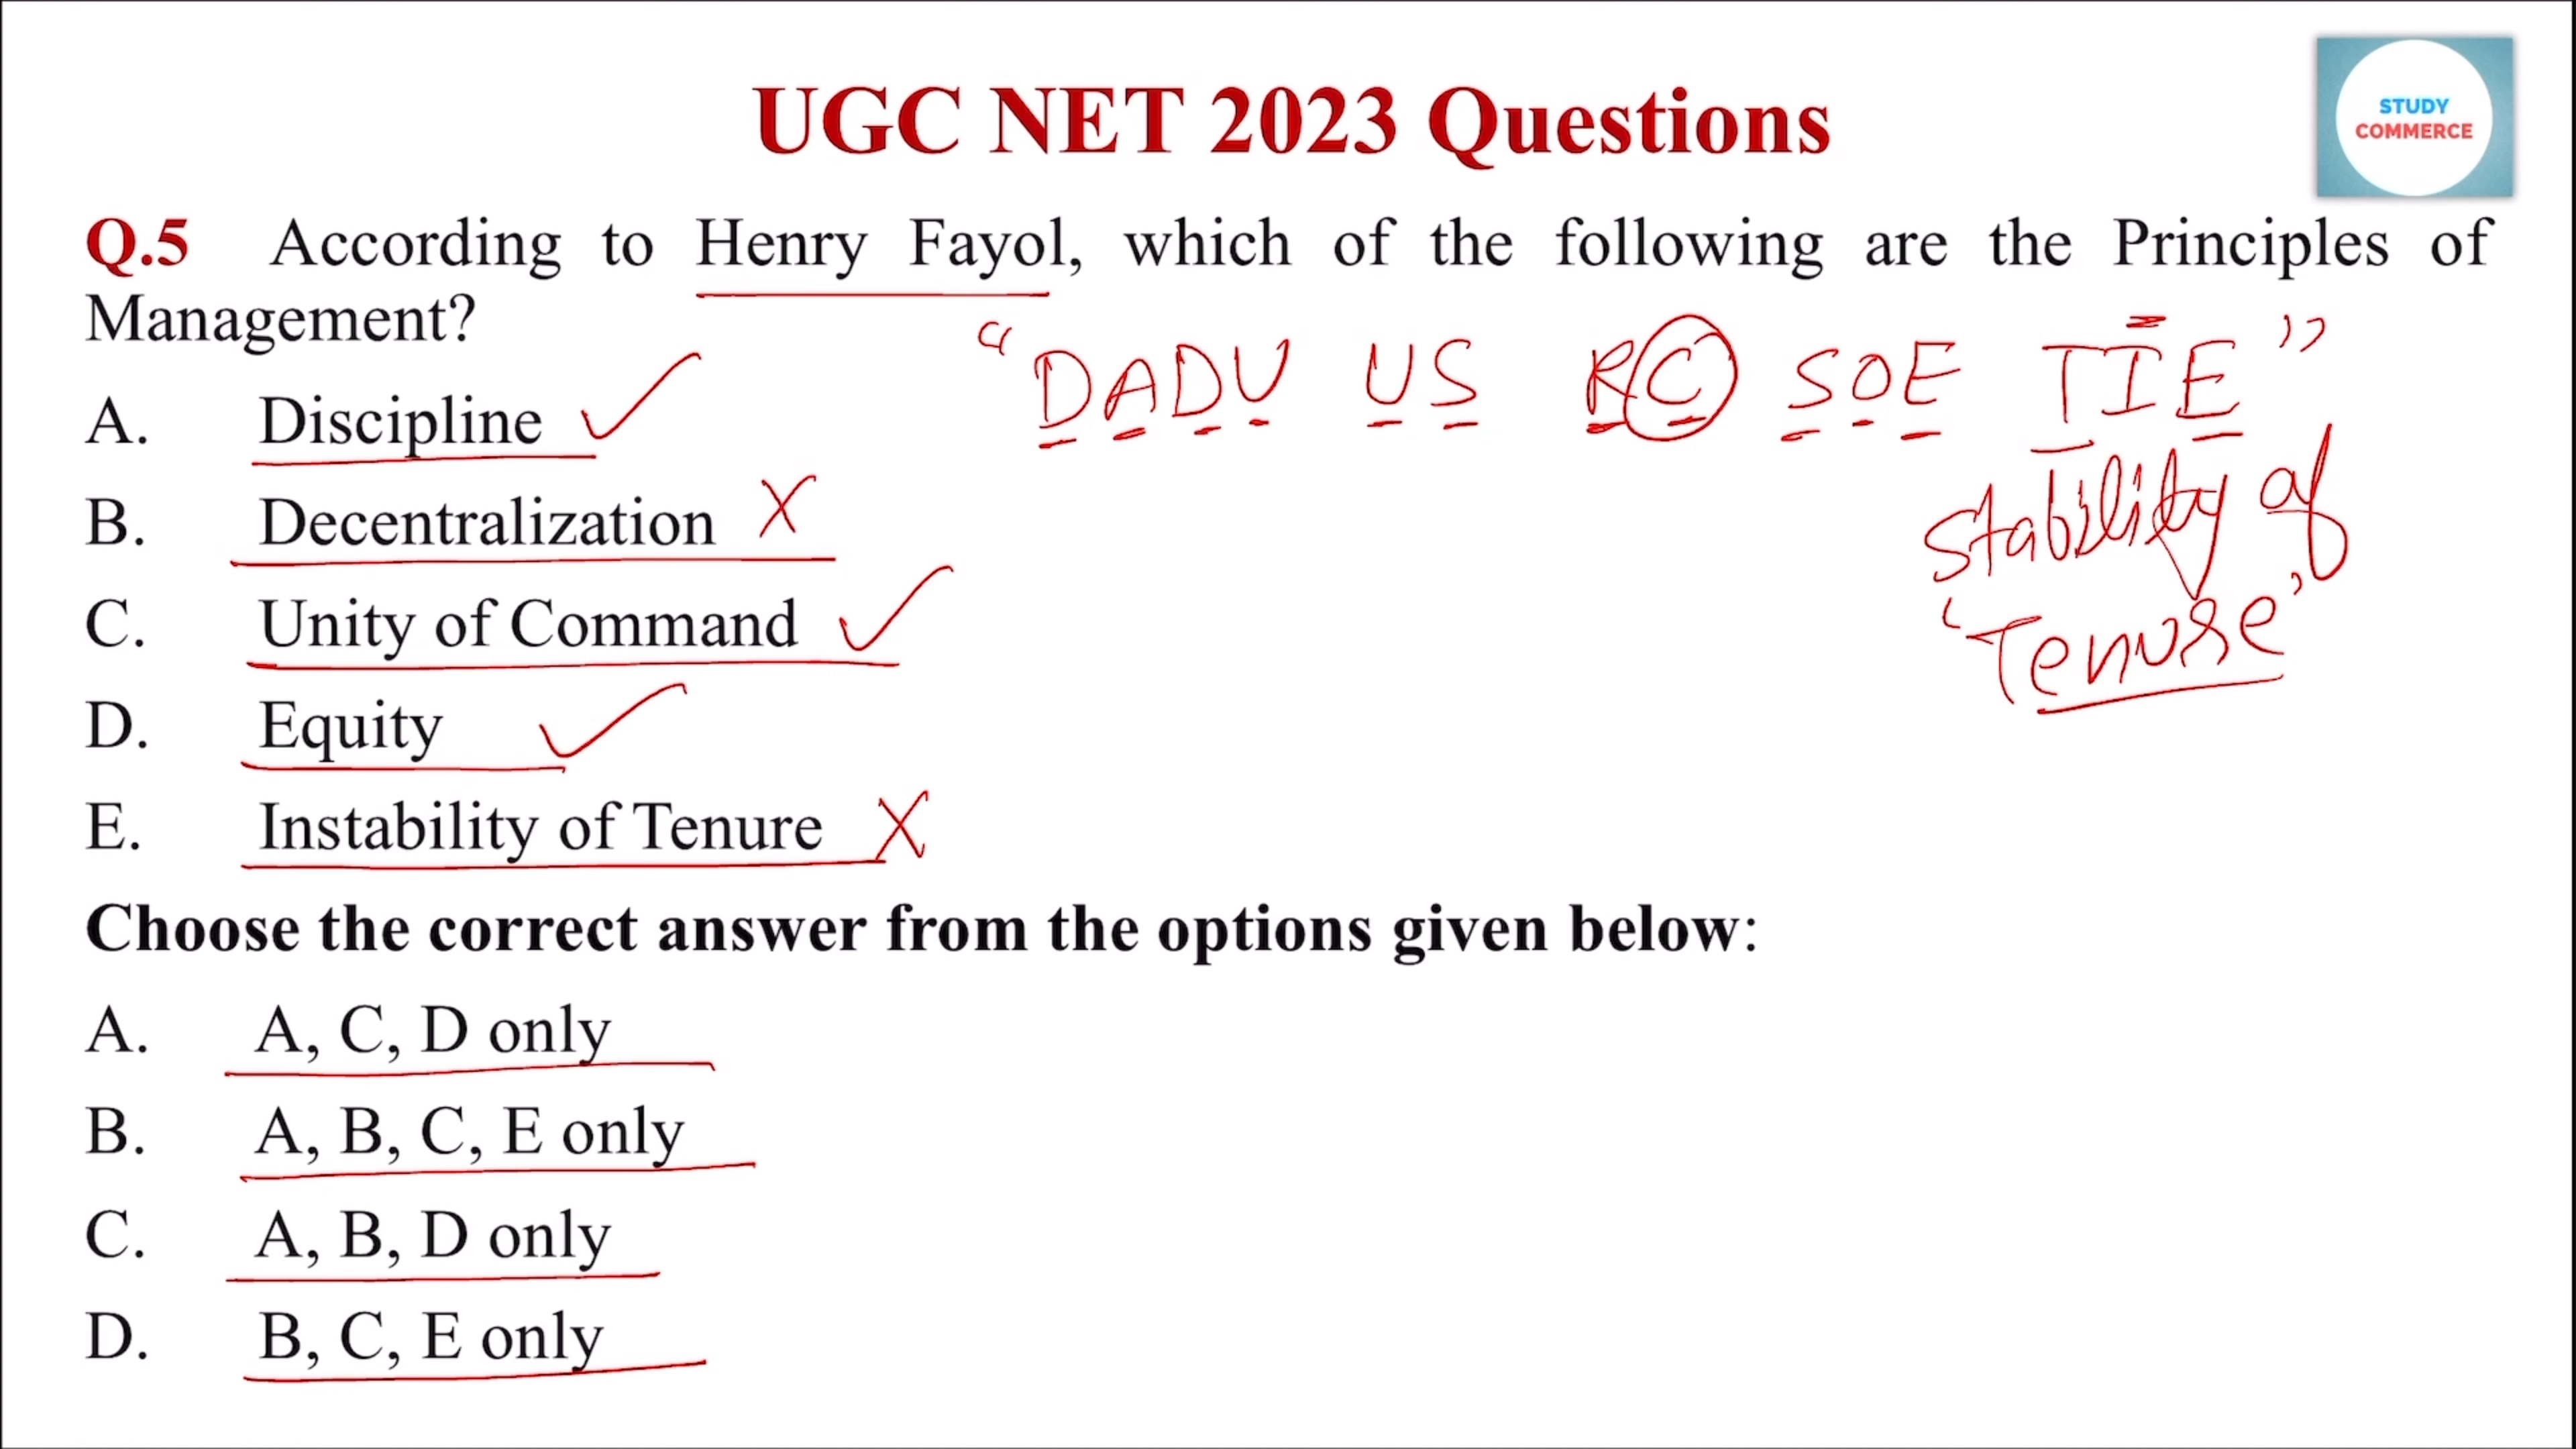 UGC NET 2023 Questions
STUDY
COMMERCE
Q.5 According to Henry Fayol, which of the following are the Principles of
Management?
"DADU US RC SOE TIE"
A. Discipline
Stability of
B. Decentralization
'Tenure'
C. Unity of Command
D. Equity
E. Instability of Tenure
Choose the correct answer from the options given below:
A. A, C, D only
B. A, B, C, E only
C. A, B, D only
D. B, C, E only